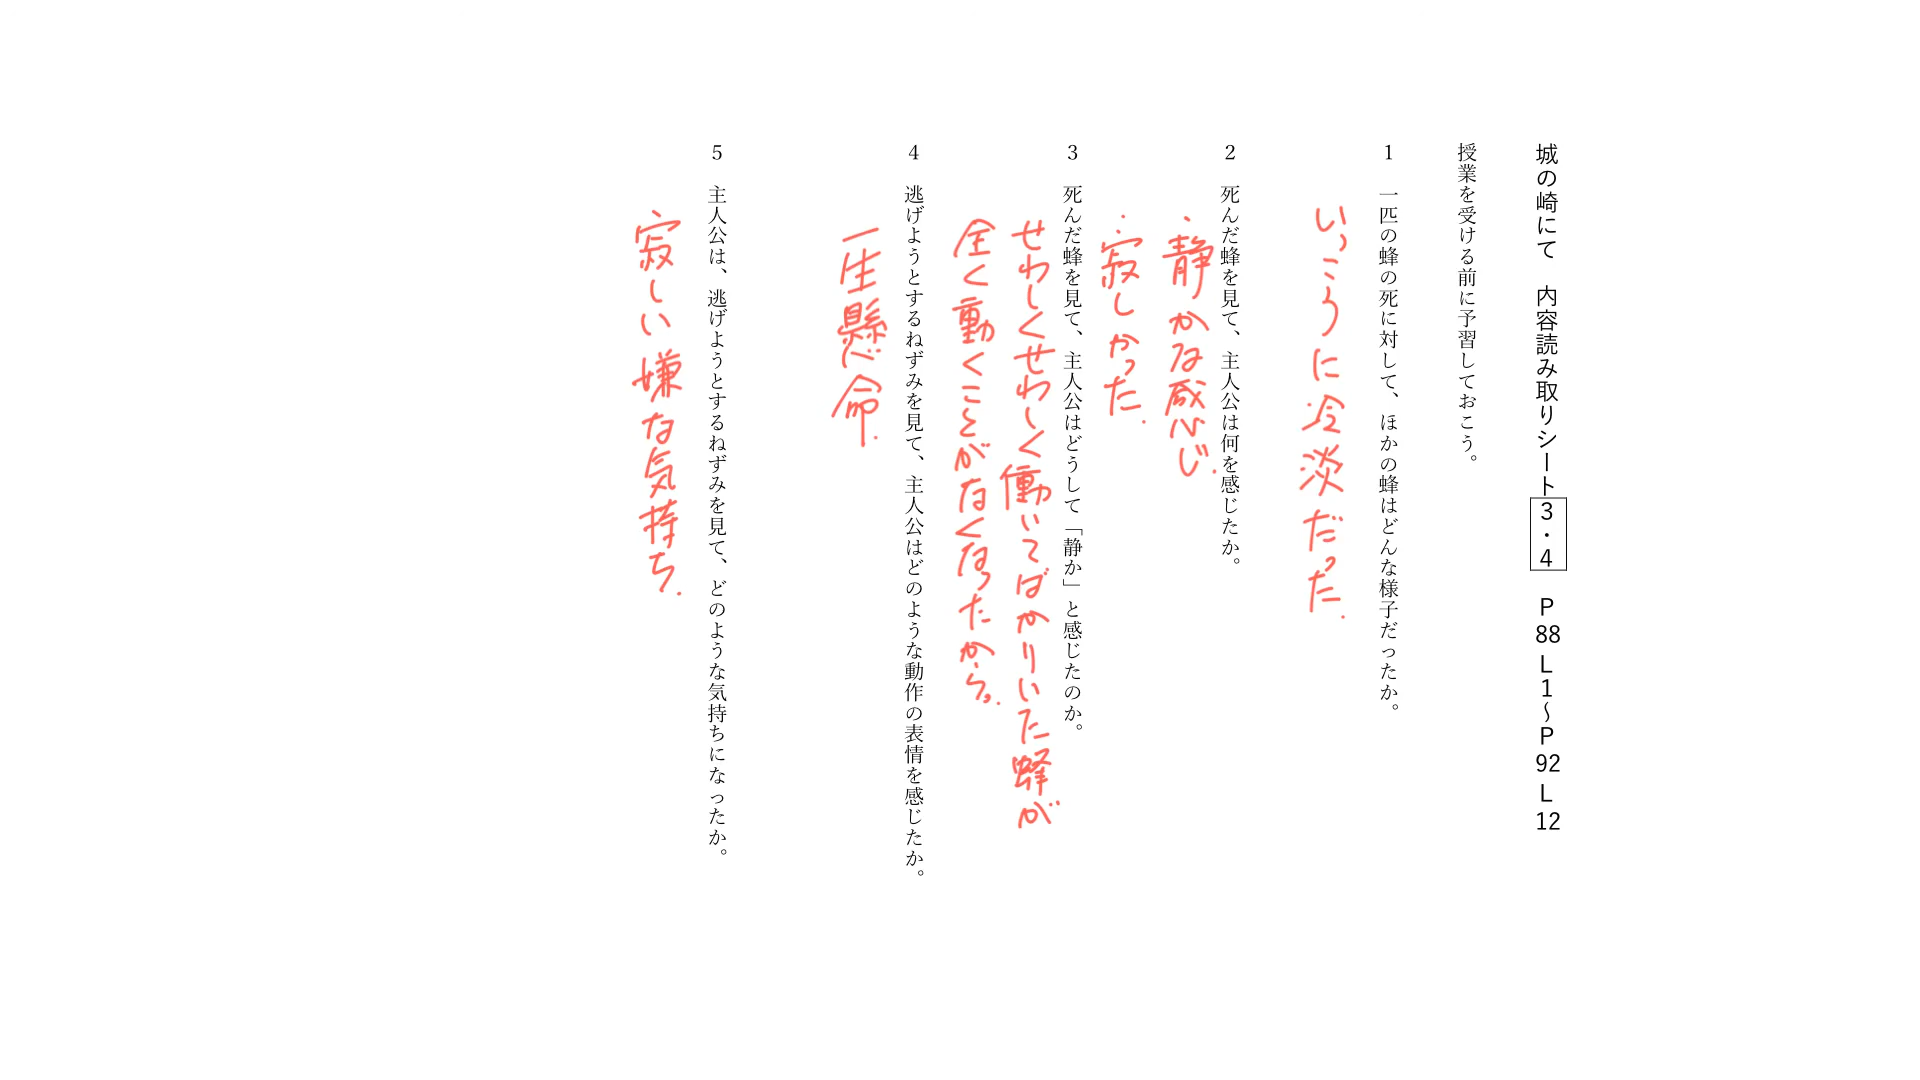 城の崎にて　内容読み取りシート3・4　P88L1～P92L12
授業を受ける前に予習しておこう。
1　一匹の蜂の死に対して、ほかの蜂はどんな様子だったか。
いっこうに冷淡だった.
2　死んだ蜂を見て、主人公は何を感じたか。
・静かな感じ.
・寂しかった.
3　死んだ蜂を見て、主人公はどうして「静か」と感じたのか。
せわしくせわしく働いてばかりいた蜂が
全く動くことがなくなったから。
4　逃げようとするねずみを見て、主人公はどのような動作の表情を感じたか。
一生懸命.
5　主人公は、逃げようとするねずみを見て、どのような気持ちになったか。
寂しい嫌な気持ち.